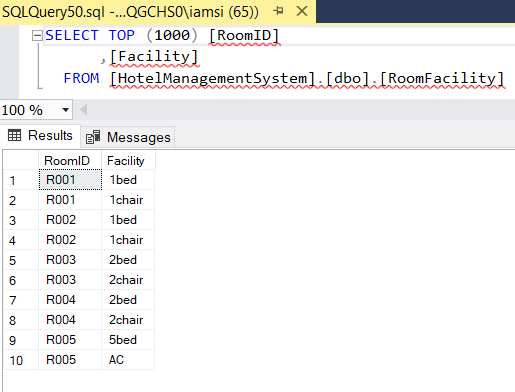 SQLQuery50.sql -...QGCHS0\iamsi (65))
SELECT TOP (1000) [RoomID]
,[Facility]
FROM [HotelManagementSystem].[dbo].[RoomFacility]
100 %
Results Messages
RoomID Facility
1 R001 1bed
2 R001 1chair
3 R002 1bed
4 R002 1chair
5 R003 2bed
6 R003 2chair
7 R004 2bed
8 R004 2chair
9 R005 5bed
10 R005 AC